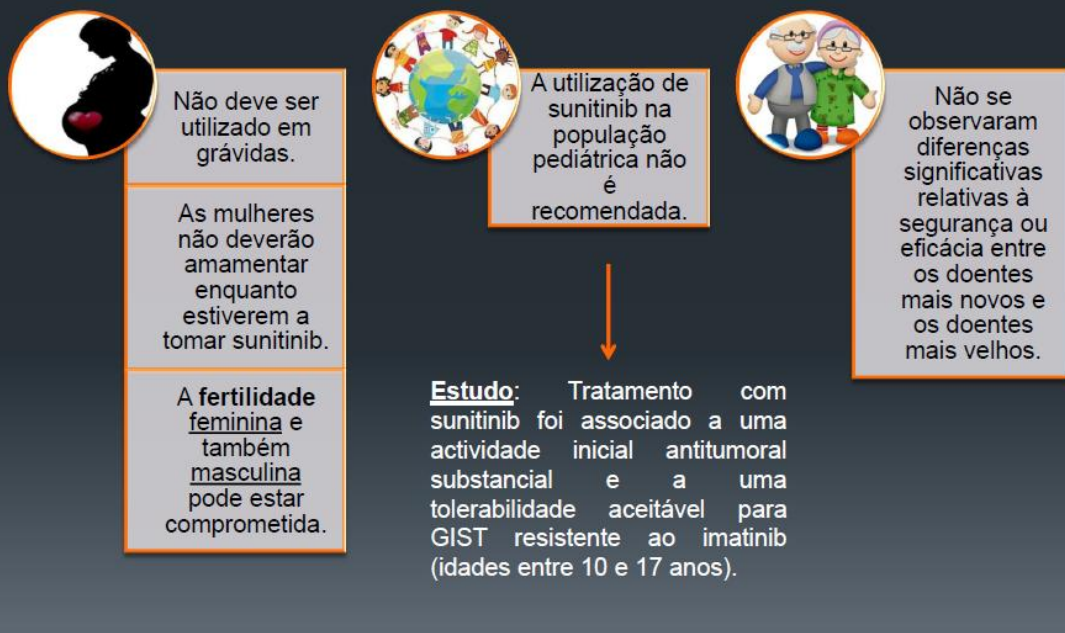 Não deve ser
utilizado em
grávidas.
As mulheres
não deverão
amamentar
enquanto
estiverem a
tomar sunitinib.
A fertilidade
feminina e
também
masculina
pode estar
comprometida.
A utilização de
sunitinib na
população
pediátrica não
é
recomendada.
Estudo: Tratamento com
sunitinib foi associado a uma
actividade inicial antitumoral
substancial e a uma
tolerabilidade aceitável para
GIST resistente ao imatinib
(idades entre 10 e 17 anos).
Não se
observaram
diferenças
significativas
relativas à
segurança ou
eficácia entre
os doentes
mais novos e
os doentes
mais velhos.